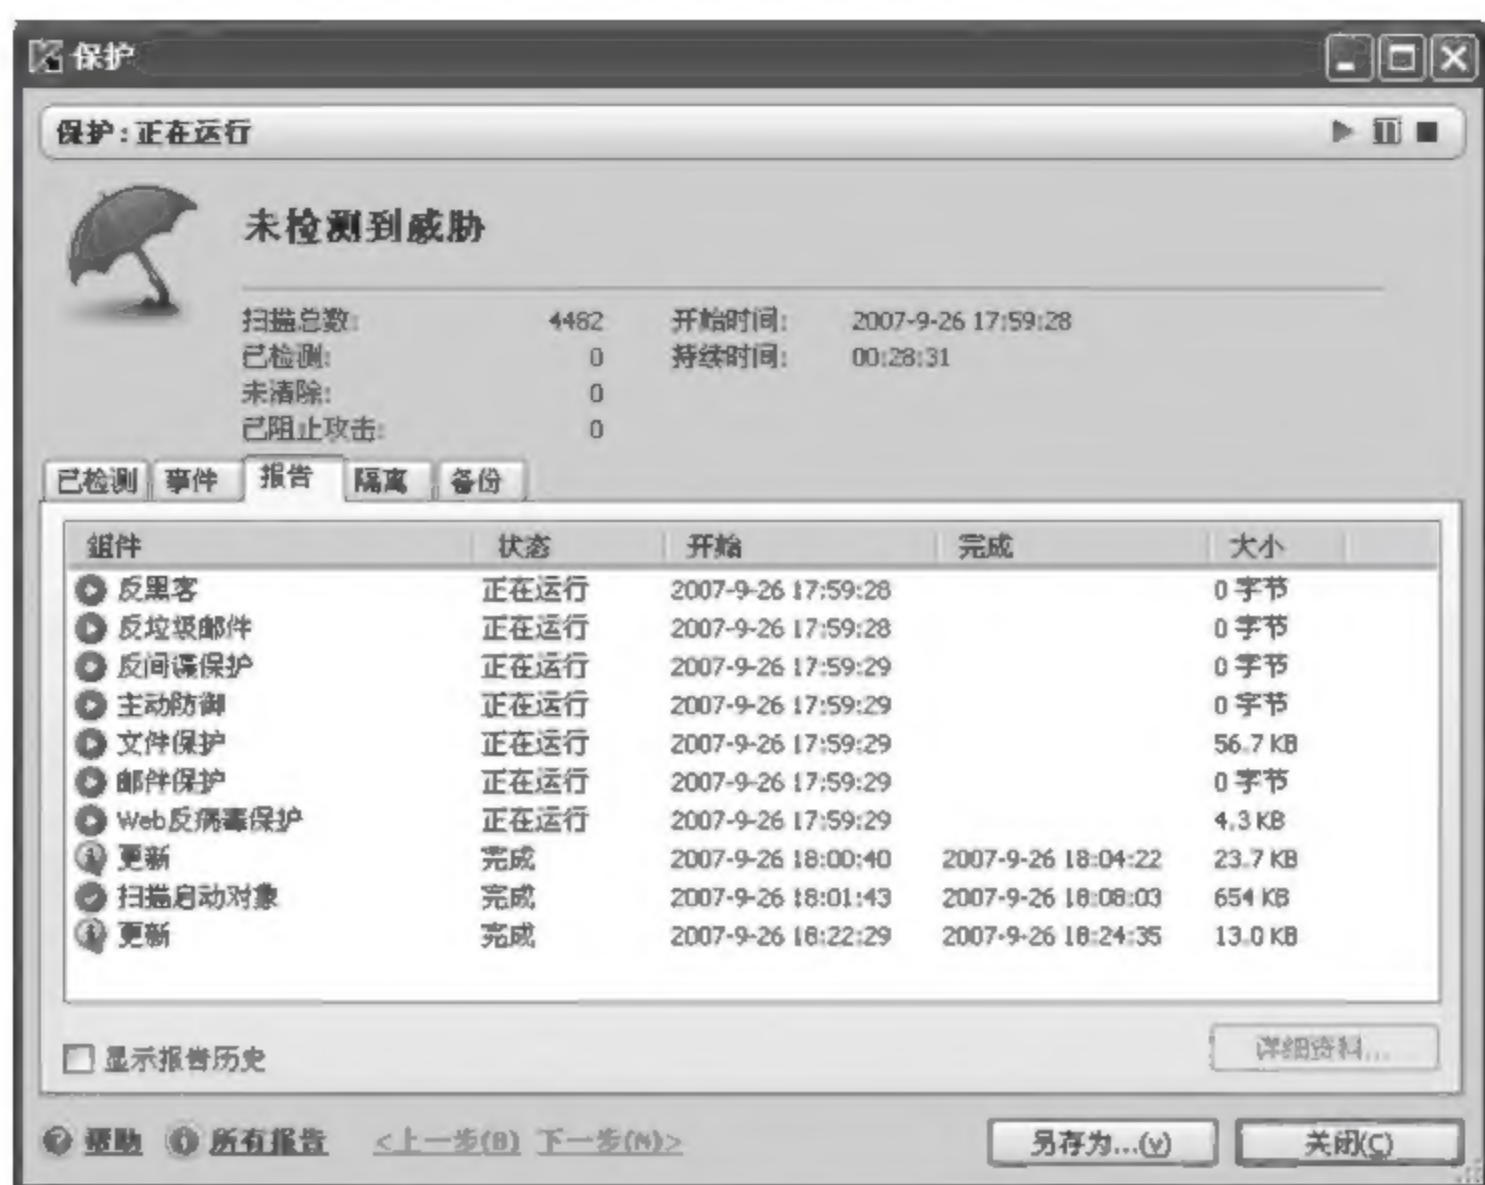 保护
保护:正在运行
未检测到威胁
扫描总数: 4482 开始时间: 2007-9-26 17:59:28
已检测: 0 持续时间: 00:28:31
未清除: 0
已阻止攻击: 0
已检测 事件 报告 隔离 备份
组件 状态 开始 完成 大小
反黑客 正在运行 2007-9-26 17:59:28 0 字节
反垃圾邮件 正在运行 2007-9-26 17:59:28 0 字节
反间谍保护 正在运行 2007-9-26 17:59:29 0 字节
主动防御 正在运行 2007-9-26 17:59:29 0 字节
文件保护 正在运行 2007-9-26 17:59:29 56.7 KB
邮件保护 正在运行 2007-9-26 17:59:29 0 字节
Web反病毒保护 正在运行 2007-9-26 17:59:29 4.3 KB
更新 完成 2007-9-26 18:00:40 2007-9-26 18:04:22 23.7 KB
扫描启动对象 完成 2007-9-26 18:01:43 2007-9-26 18:08:03 654 KB
更新 完成 2007-9-26 18:22:29 2007-9-26 18:24:35 13.0 KB
显示报告历史 详细资料...
帮助 所有报告 <上一步(B) 下一步(N)> 另存为...(V) 关闭(C)